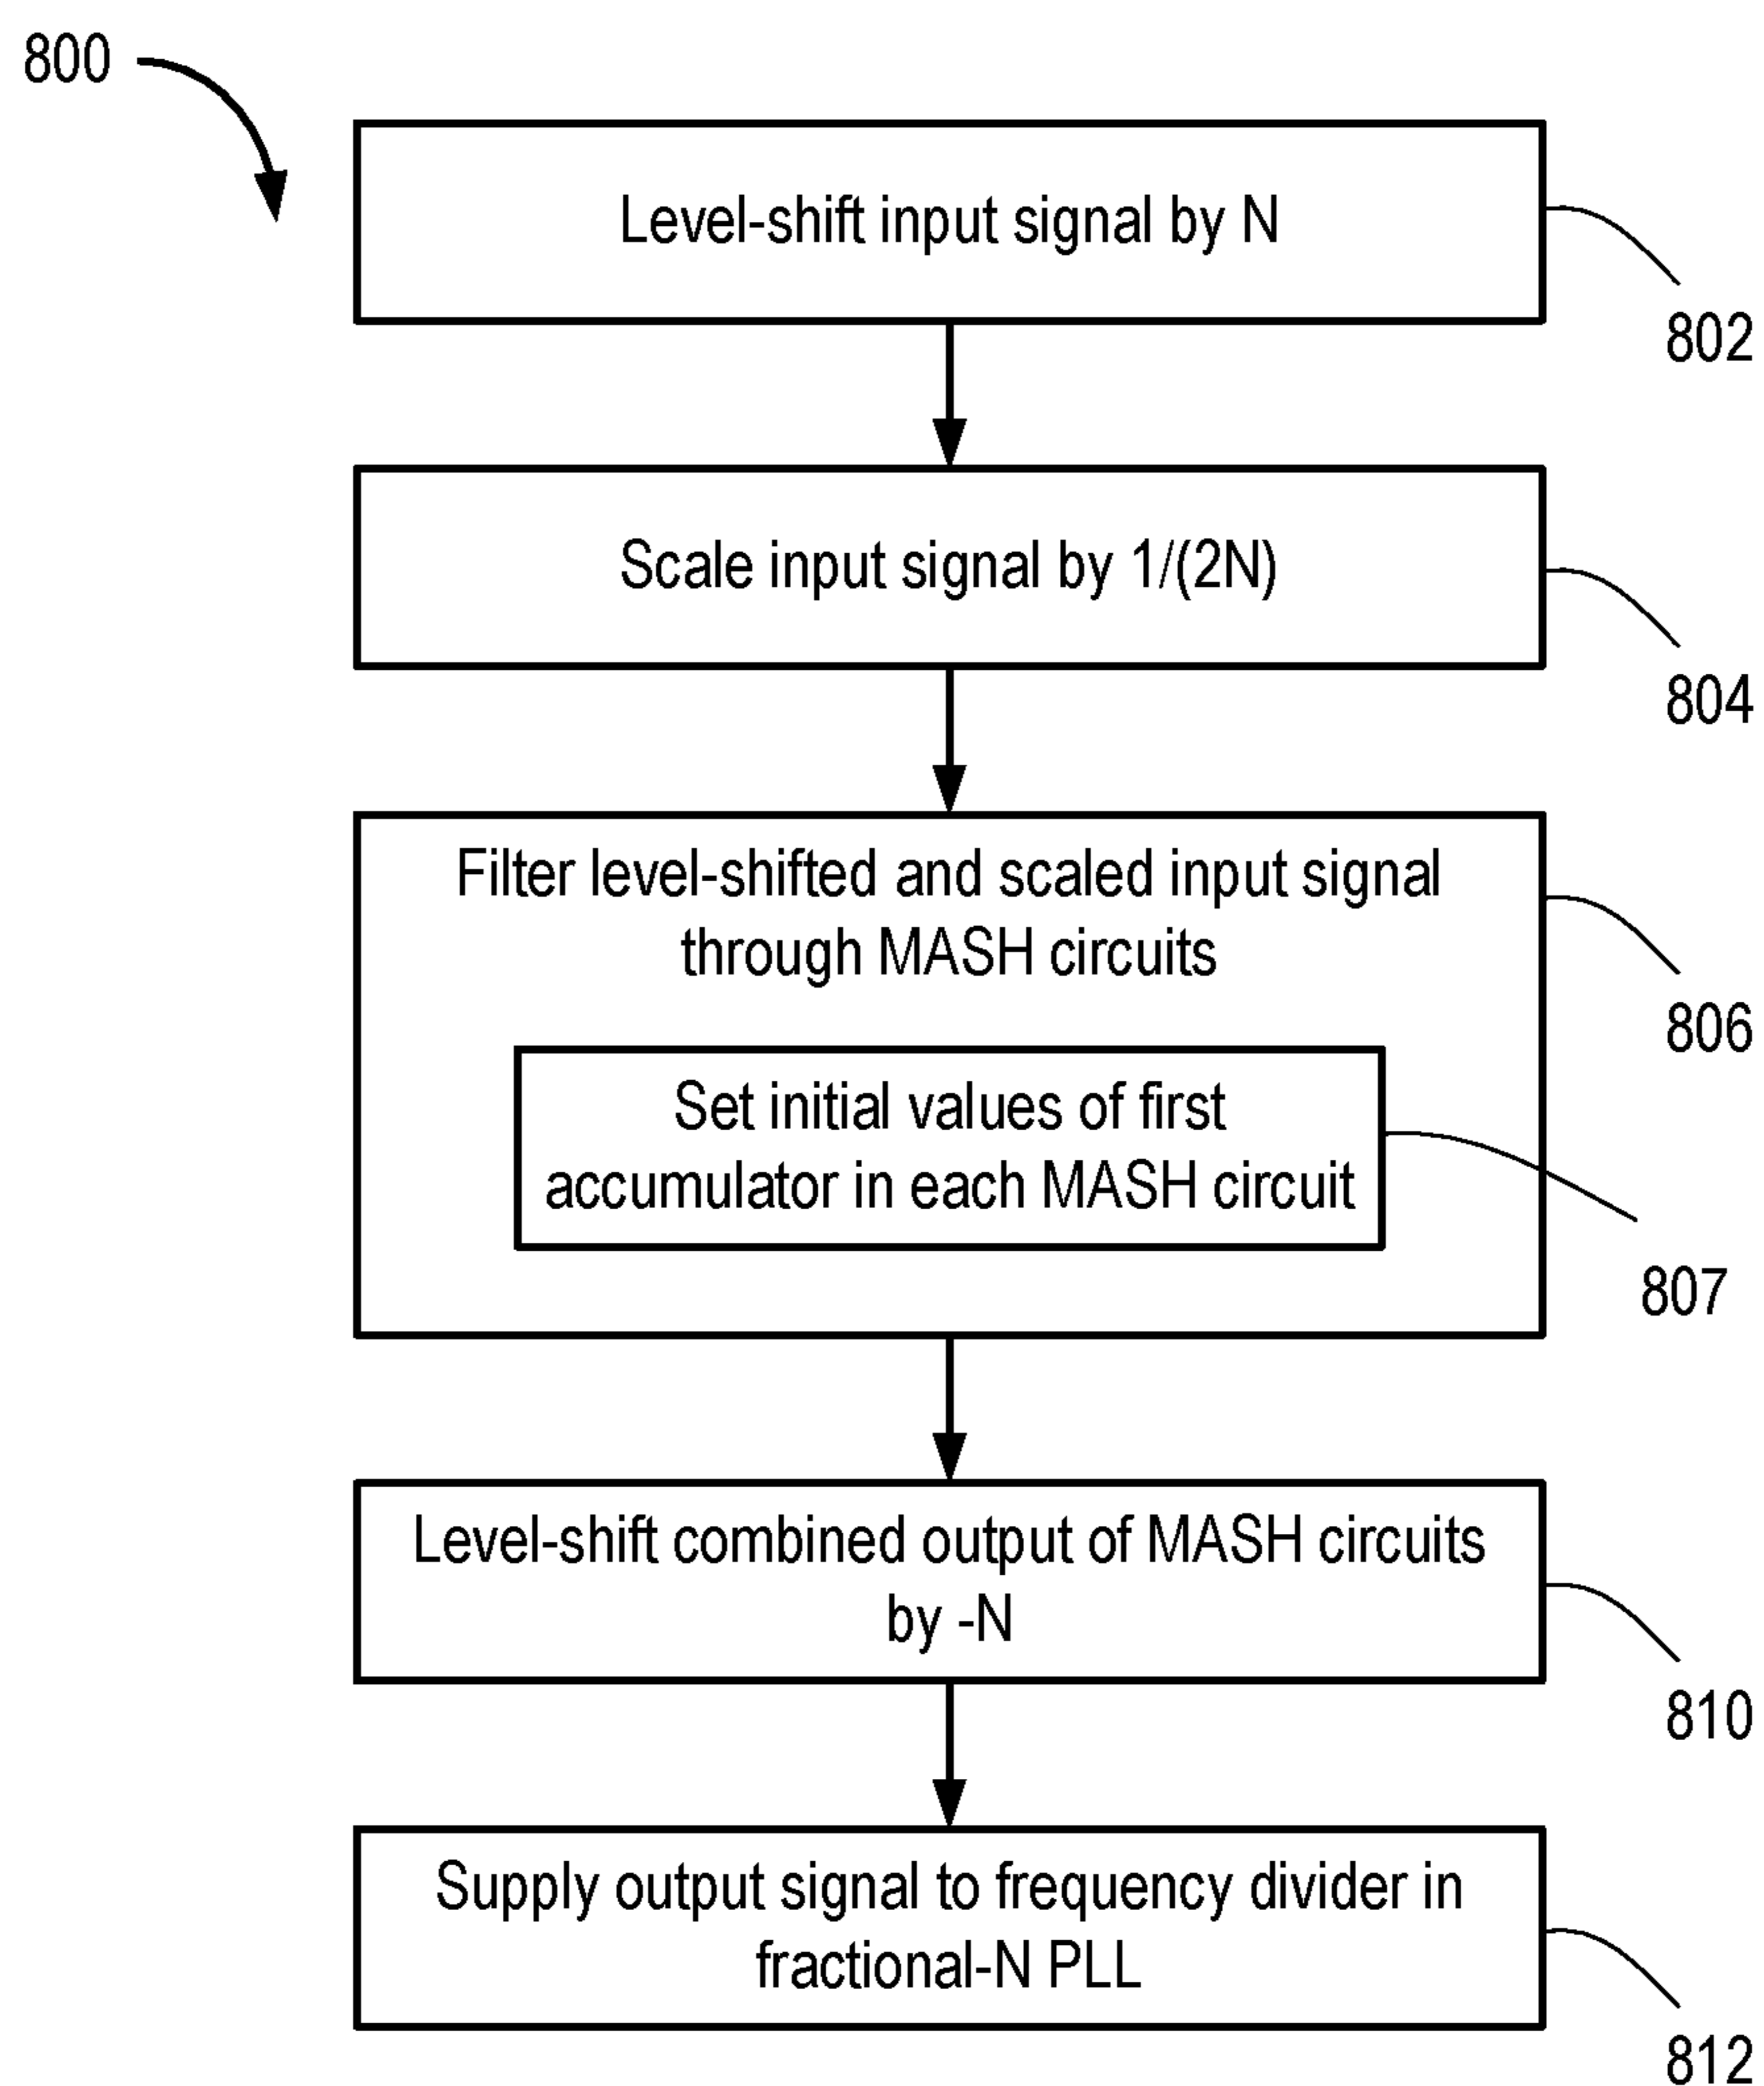 800
Level-shift input signal by N
802
Scale input signal by 1/(2N)
804
Filter level-shifted and scaled input signal
through MASH circuits
806
Set initial values of first
accumulator in each MASH circuit
807
Level-shift combined output of MASH circuits
by -N
810
Supply output signal to frequency divider in
fractional-N PLL
812